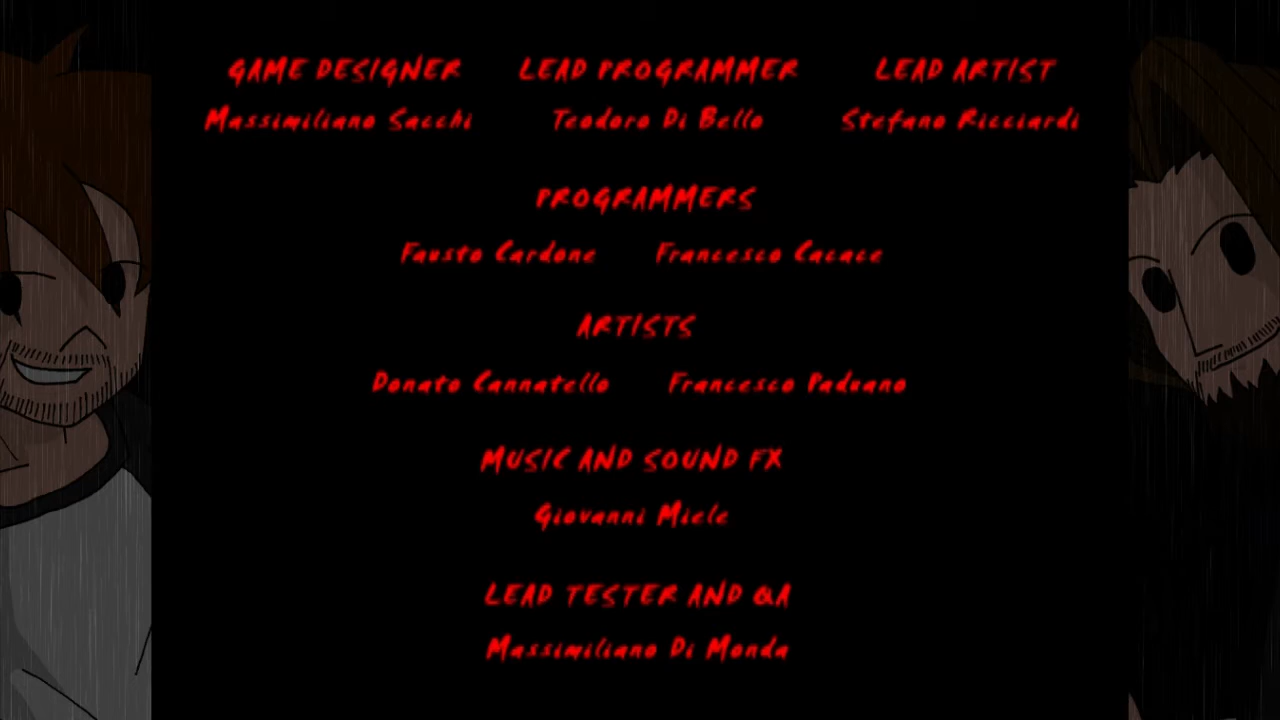 GAME DESIGNER LEAD PROGRAMMER LEAD ARTIST
Massimiliano Sacchi Teodoro Di Bello Stefano Ricciardi
PROGRAMMERS
Fausto Cardone Francesco Cacace
ARTISTS
Donato Cannatello Francesco Paduano
MUSIC AND SOUND FX
Giovanni Miele
LEAD TESTER AND QA
Massimiliano Di Monda